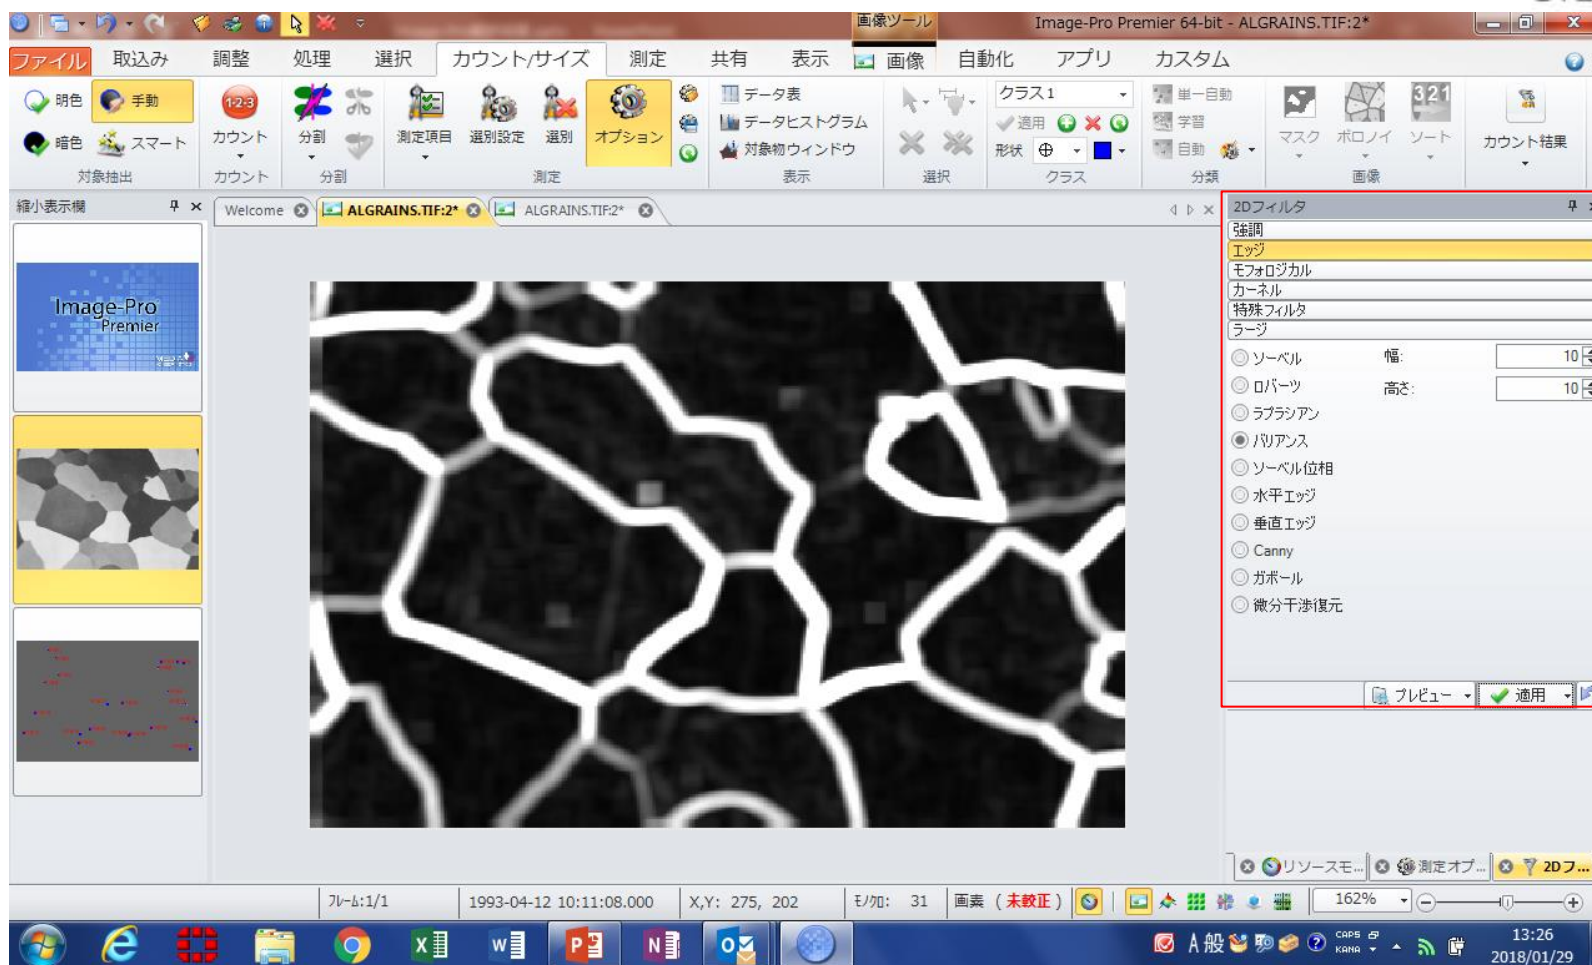 画像ツール
Image-Pro Premier 64-bit - ALGRAINS.TIF:2*
ファイル 取込み 調整 処理 選択 カウント/サイズ 測定 共有 表示 画像 自動化 アプリ カスタム
明色 手動
暗色 スマート
対象抽出
1·2·3
カウント
カウント
分割
分割
測定項目 選別設定 選別 オプション
測定
データ表
データヒストグラム
対象物ウィンドウ
表示
選択
クラス1
適用
形状
クラス
単一自動
学習
自動
分類
マスク ボロノイ 321 ソート
画像
カウント結果
縮小表示欄
Welcome ALGRAINS.TIF:2* ALGRAINS.TIF:2*
Image-Pro
Premier
2Dフィルタ
強調
エッジ
モフォロジカル
カーネル
特殊フィルタ
ラージ
ソーベル 幅: 10
ロバーツ 高さ: 10
ラプラシアン
バリアンス
ソーベル位相
水平エッジ
垂直エッジ
Canny
ガボール
微分干渉復元
プレビュー 適用
リソースモ... 測定オプ... 2Dフ...
フレーム:1/1 1993-04-12 10:11:08.000 X,Y: 275, 202 モノクロ: 31 画素 (未較正) 162%
A 般 CAPS KANA 13:26
2018/01/29